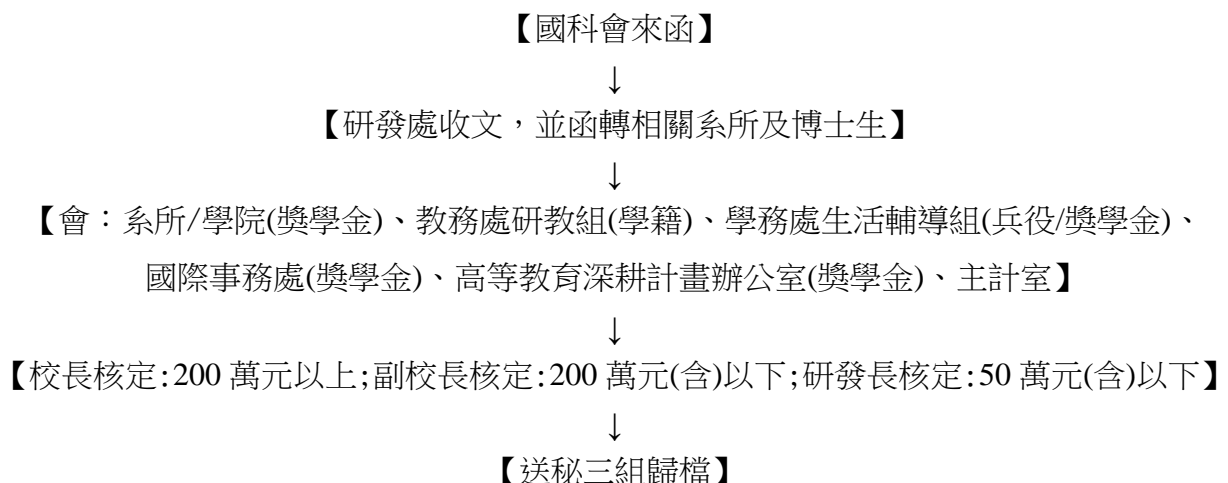 【國科會來函】
↓
【研發處收文，並函轉相關系所及博士生】
↓
【會：系所/學院(獎學金)、教務處研教組(學籍)、學務處生活輔導組(兵役/獎學金)、
國際事務處(獎學金)、高等教育深耕計畫辦公室(獎學金)、主計室】
↓
【校長核定:200 萬元以上;副校長核定:200 萬元(含)以下;研發長核定:50 萬元(含)以下】
↓
【送秘三組歸檔】